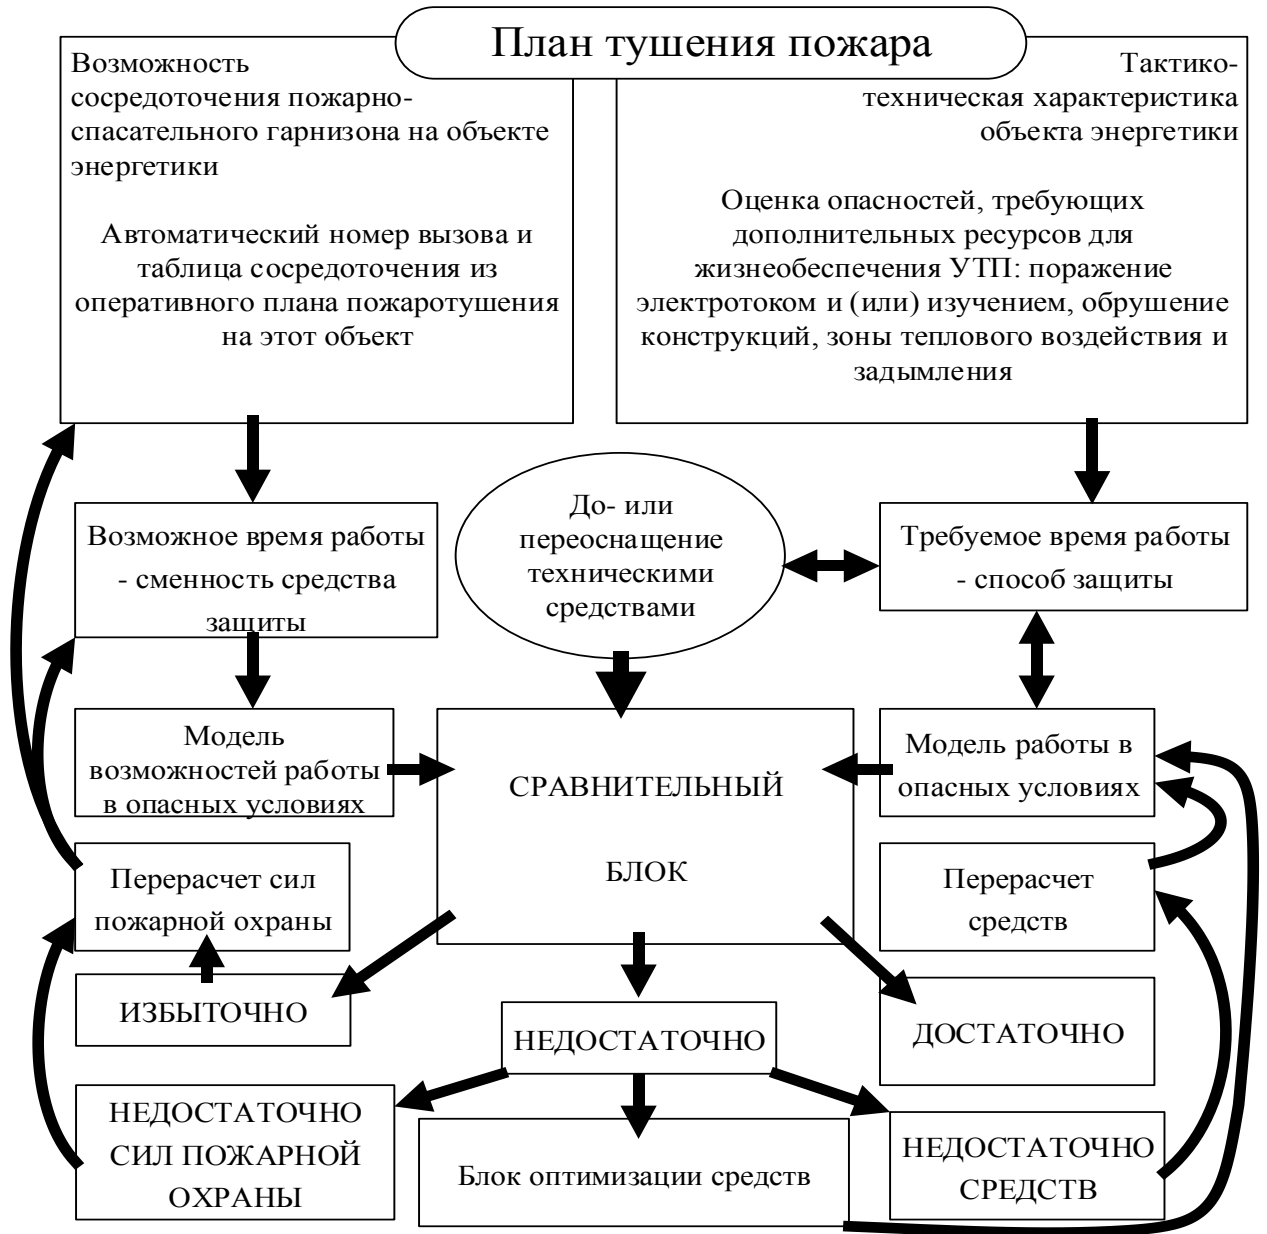 План тушения пожара
Возможность
сосредоточения пожарно-
спасательного гарнизона на объекте
энергетики
Автоматический номер вызова и
таблица сосредоточения из
оперативного плана пожаротушения
на этот объект
Тактико-
техническая характеристика
объекта энергетики
Оценка опасностей, требующих
дополнительных ресурсов для
жизнеобеспечения УТП: поражение
электротоком и (или) изучением, обрушение
конструкций, зоны теплового воздействия и
задымления
Возможное время работы
- сменность средства
защиты
До- или
переоснащение
техническими
средствами
Требуемое время работы
- способ защиты
Модель
возможностей работы
в опасных условиях
СРАВНИТЕЛЬНЫЙ
БЛОК
Модель работы в
опасных условиях
Перерасчет сил
пожарной охраны
Перерасчет
средств
ИЗБЫТОЧНО
НЕДОСТАТОЧНО
ДОСТАТОЧНО
НЕДОСТАТОЧНО
СИЛ ПОЖАРНОЙ
ОХРАНЫ
Блок оптимизации средств
НЕДОСТАТОЧНО
СРЕДСТВ